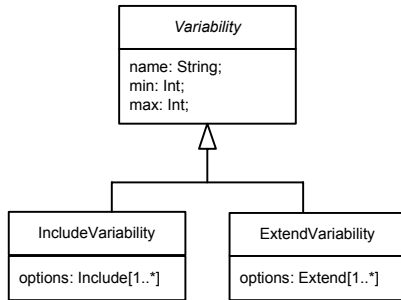 Variability
name: String;
min: Int;
max: Int;
IncludeVariability
options: Include[1..*]
ExtendVariability
options: Extend[1..*]